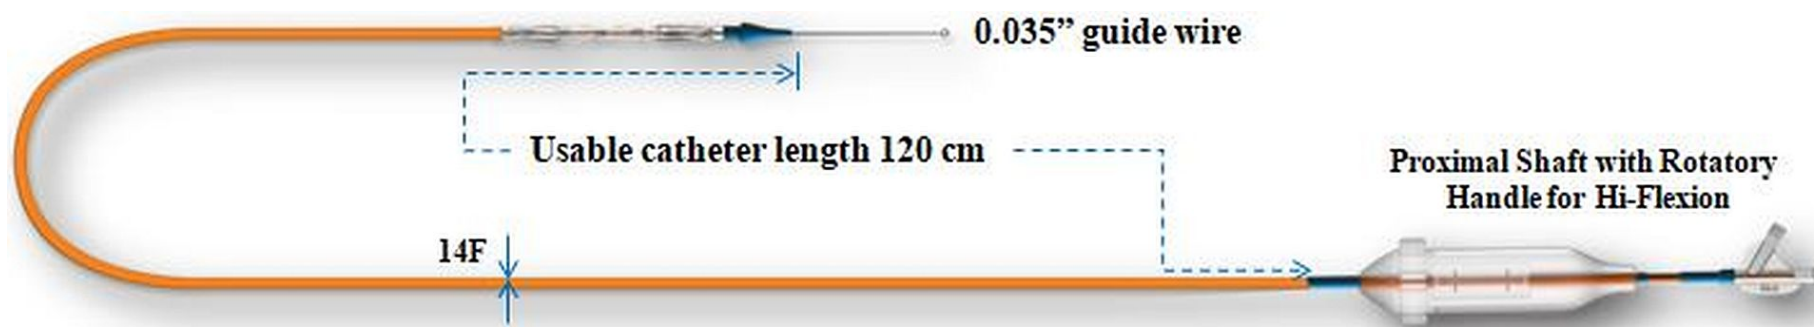 0.035” guide wire
Usable catheter length 120 cm
Proximal Shaft with Rotatory
Handle for Hi-Flexion
14F